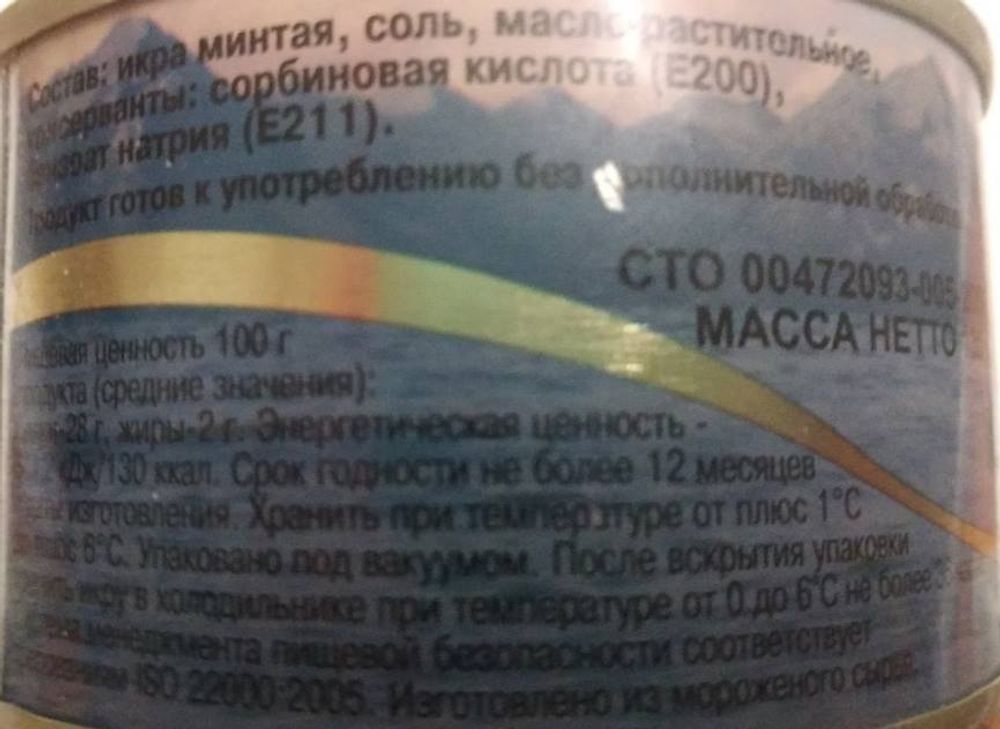 Состав: икра минтая, соль, масло растительное,
консерванты: сорбиновая кислота (Е200),
бензоат натрия (Е211).
Продукт готов к употреблению без дополнительной обработки
СТО 00472093-005
МАССА НЕТТО
ценность 100 г
продукта (средние значения):
28 г, жиры-2 г. Энергетическая ценность -
кДж/130 ккал. Срок годности не более 12 месяцев
изготовления. Хранить при температуре от плюс 1°С
плюс 6°С. Упаковано под вакуумом. После вскрытия упаковки
икру в холодильнике при температуре от 0 до 6°С не более
менеджмента пищевой безопасности соответствует
ISO 22000-2005. Изготовлено из мороженого сырья.